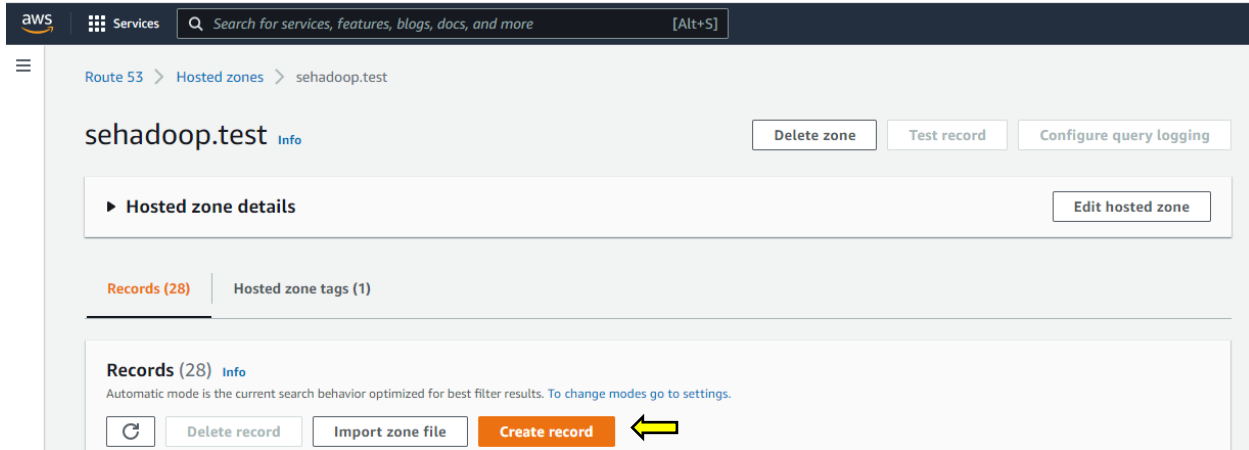 aws Services Search for services, features, blogs, docs, and more [Alt+S]
Route 53 > Hosted zones > sehadoop.test
sehadoop.test Info Delete zone Test record Configure query logging
Hosted zone details Edit hosted zone
Records (28) Hosted zone tags (1)
Records (28) Info
Automatic mode is the current search behavior optimized for best filter results. To change modes go to settings.
Delete record Import zone file Create record